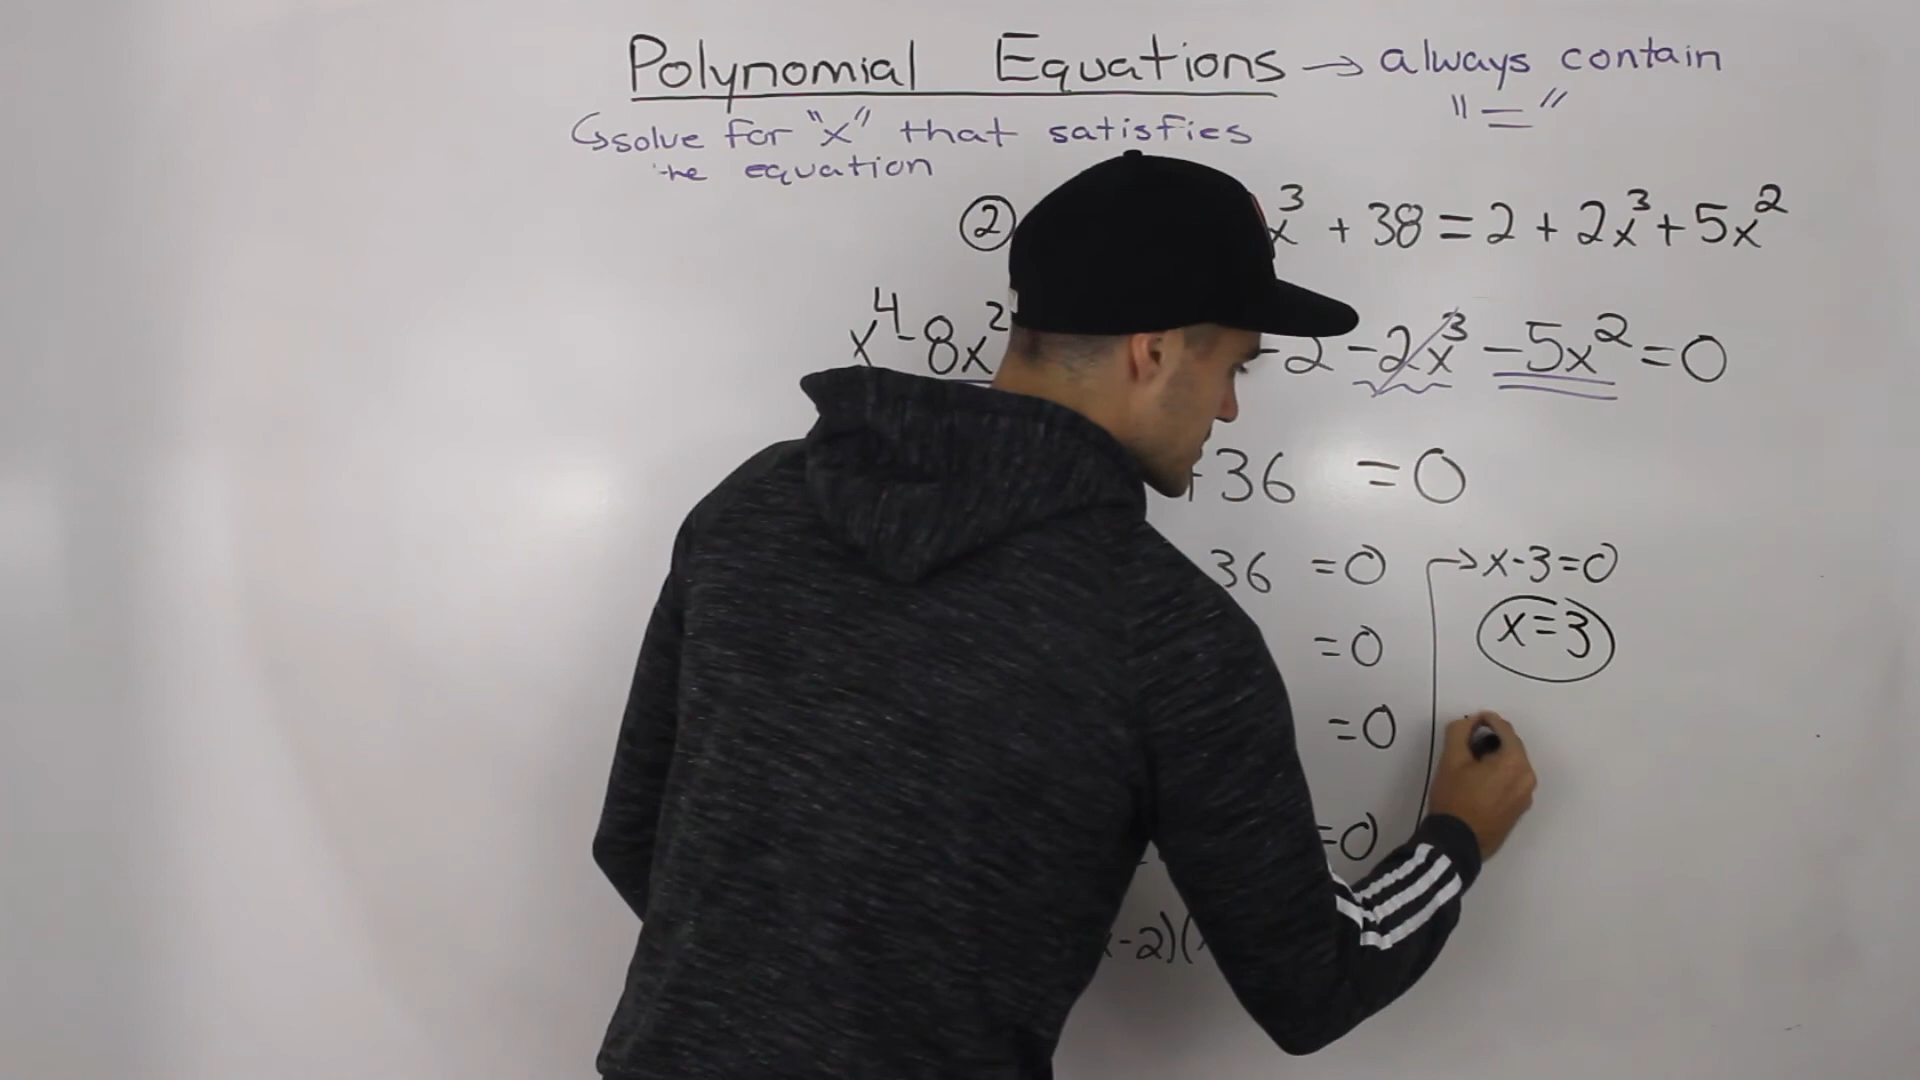 Polynomial Equations → always contain
"="
↳ solve for "x" that satisfies
equation
② x³ + 38 = 2 + 2x³ + 5x²
x⁴ - 8x² - 2 - 2x³ - 5x² = 0
+36 = 0
36 = 0 → x-3=0
= 0 x=3
= 0
= 0
-2)(